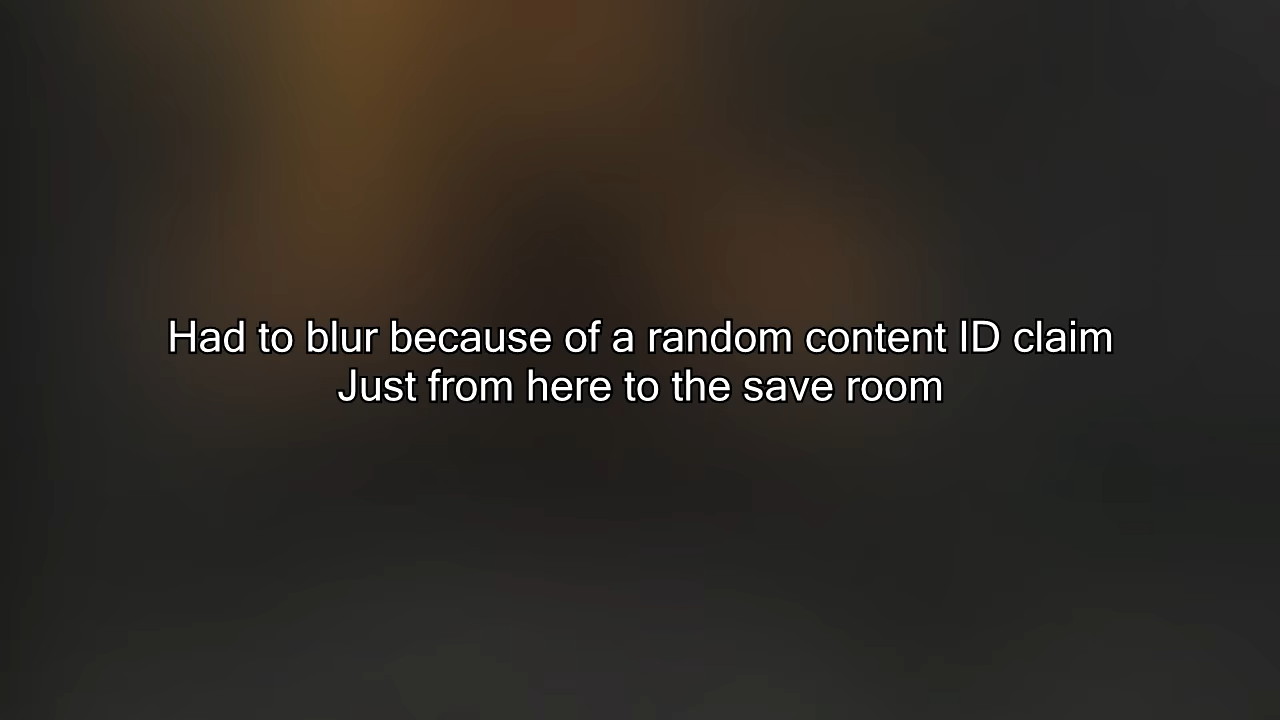 Had to blur because of a random content ID claim
Just from here to the save room